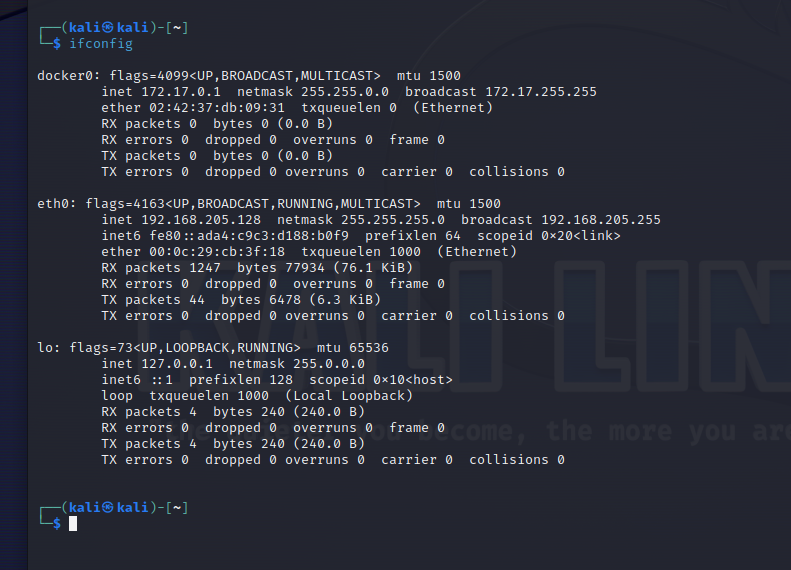 ┌──(kali㉿kali)-[~]
└─$ ifconfig
docker0: flags=4099<UP,BROADCAST,MULTICAST>  mtu 1500
        inet 172.17.0.1  netmask 255.255.0.0  broadcast 172.17.255.255
        ether 02:42:37:db:09:31  txqueuelen 0  (Ethernet)
        RX packets 0  bytes 0 (0.0 B)
        RX errors 0  dropped 0  overruns 0  frame 0
        TX packets 0  bytes 0 (0.0 B)
        TX errors 0  dropped 0 overruns 0  carrier 0  collisions 0
eth0: flags=4163<UP,BROADCAST,RUNNING,MULTICAST>  mtu 1500
        inet 192.168.205.128  netmask 255.255.255.0  broadcast 192.168.205.255
        inet6 fe80::ada4:c9c3:d188:b0f9  prefixlen 64  scopeid 0×20<link>
        ether 00:0c:29:cb:3f:18  txqueuelen 1000  (Ethernet)
        RX packets 1247  bytes 77934 (76.1 KiB)
        RX errors 0  dropped 0  overruns 0  frame 0
        TX packets 44  bytes 6478 (6.3 KiB)
        TX errors 0  dropped 0 overruns 0  carrier 0  collisions 0
lo: flags=73<UP,LOOPBACK,RUNNING>  mtu 65536
        inet 127.0.0.1  netmask 255.0.0.0
        inet6 ::1  prefixlen 128  scopeid 0×10<host>
        loop  txqueuelen 1000  (Local Loopback)
        RX packets 4  bytes 240 (240.0 B)
        RX errors 0  dropped 0  overruns 0  frame 0
        TX packets 4  bytes 240 (240.0 B)
        TX errors 0  dropped 0 overruns 0  carrier 0  collisions 0
┌──(kali㉿kali)-[~]
└─$
KALI LIN
become, the more you are